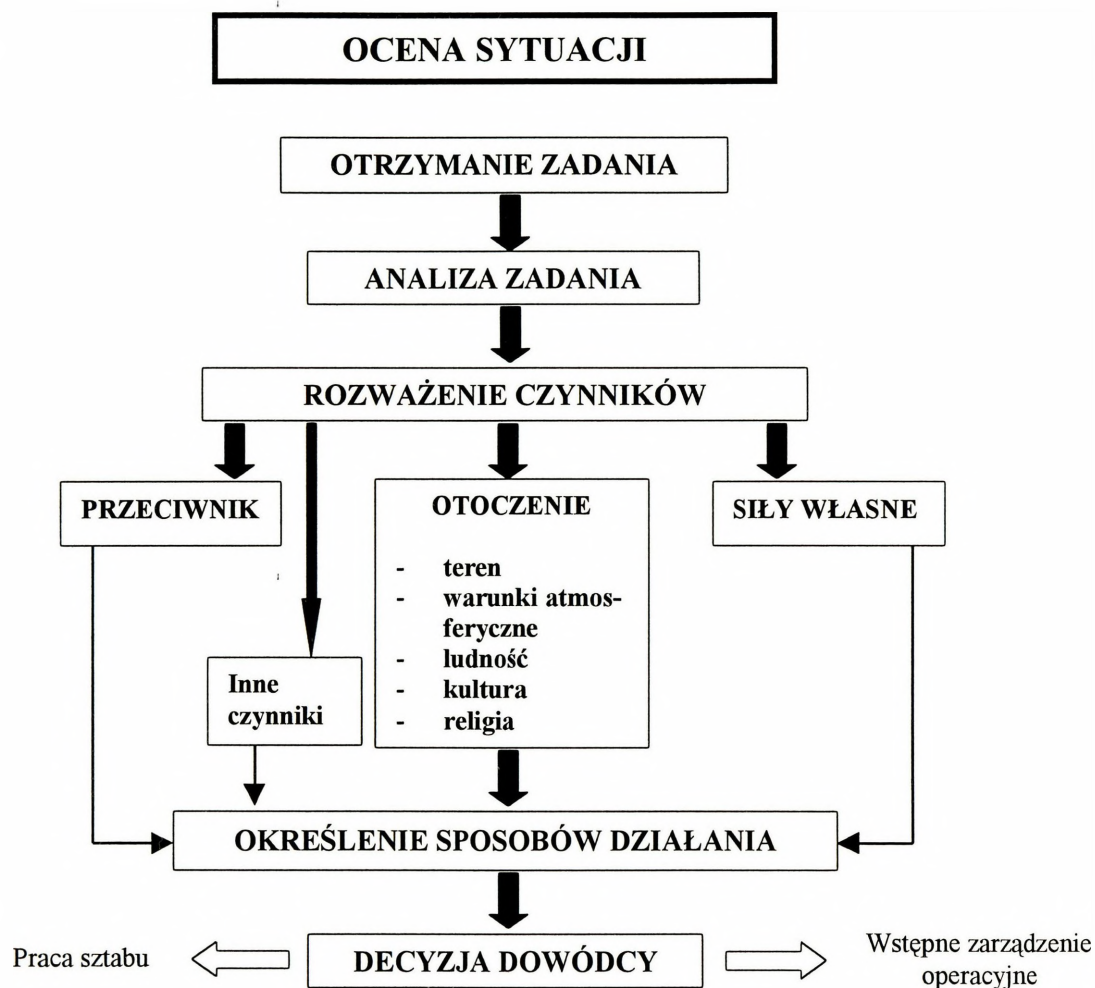 OCENA SYTUACJI
OTRZYMANIE ZADANIA
ANALIZA ZADANIA
ROZWAŻENIE CZYNNIKÓW
PRZECIWNIK
OTOCZENIE
- teren
- warunki atmos-
feryczne
- ludność
- kultura
- religia
SIŁY WŁASNE
Inne
czynniki
OKREŚLENIE SPOSOBÓW DZIAŁANIA
Praca sztabu
DECYZJA DOWÓDCY
Wstępne zarządzenie
operacyjne